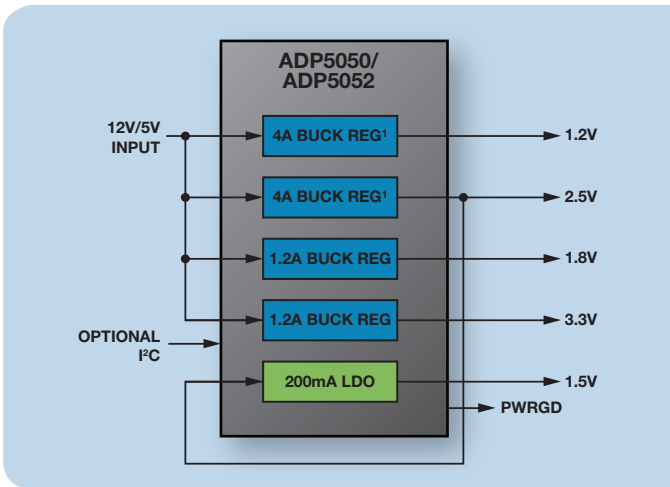 ADP5050/
ADP5052
12V/5V
INPUT
4A BUCK REG¹
1.2V
4A BUCK REG¹
2.5V
1.2A BUCK REG
1.8V
1.2A BUCK REG
3.3V
OPTIONAL
I²C
200mA LDO
1.5V
PWRGD